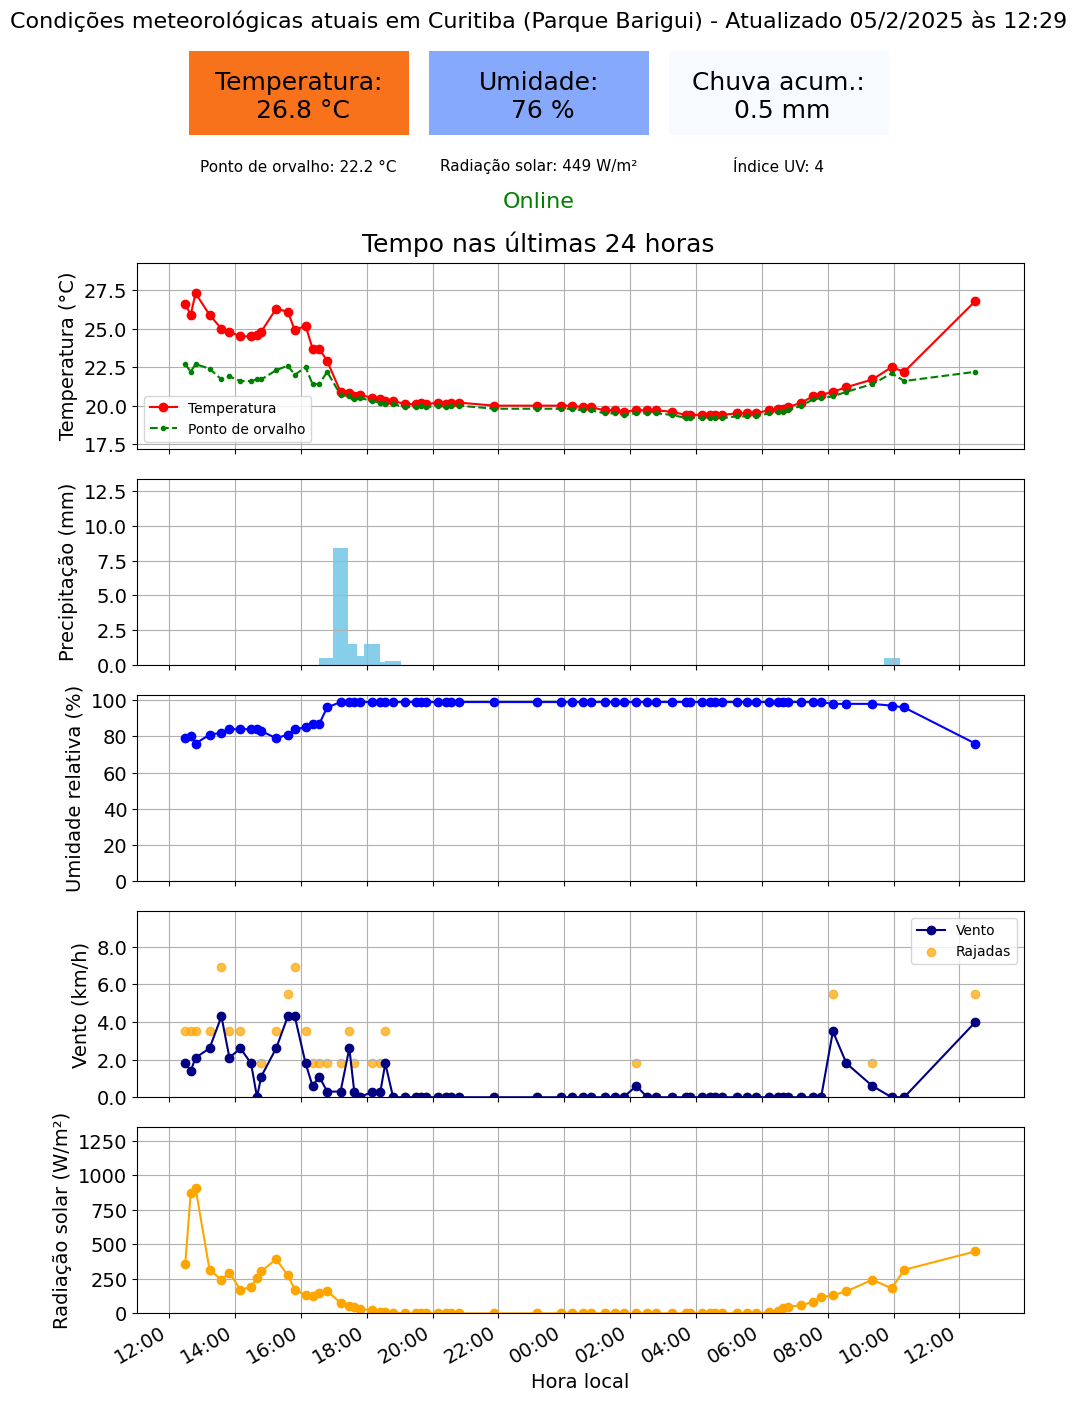 Condições meteorológicas atuais em Curitiba (Parque Barigui) - Atualizado 05/2/2025 às 12:29
Temperatura:
26.8 °C
Umidade:
76 %
Chuva acum.:
0.5 mm
Ponto de orvalho: 22.2 °C
Radiação solar: 449 W/m²
Índice UV: 4
Online
Tempo nas últimas 24 horas
Temperatura (°C)
27.5
25.0
22.5
20.0
17.5
Temperatura
Ponto de orvalho
Precipitação (mm)
12.5
10.0
7.5
5.0
2.5
0.0
Umidade relativa (%)
100
80
60
40
20
0
Vento (km/h)
8.0
6.0
4.0
2.0
0.0
Vento
Rajadas
Radiação solar (W/m²)
1250
1000
750
500
250
0
12:00
14:00
16:00
18:00
20:00
22:00
00:00
02:00
04:00
06:00
08:00
10:00
12:00
Hora local